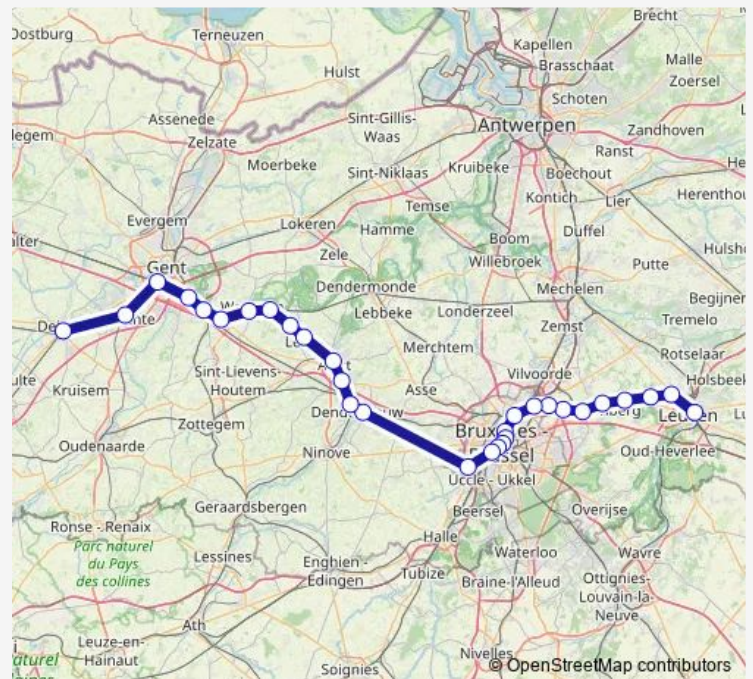 Brecht
Oostburg
Terneuzen
Kapellen
Brasschaat
Malle
Zoersel
Hulst
Schoten
Assenede
Sint-Gillis-
Waas
Antwerpen
Zandhoven
Zelzate
Ranst
Moerbeke
Sint-Niklaas
Kruibeke
Boechout
Kontich
Lier
Temse
Evergem
Lokeren
Hamme
Duffel
Boom
Zele
Willebroek
Putte
Gent
Dendermonde
Mechelen
Lebbeke
Londerzeel
Tremelo
Zemst
Merchtem
Rotselaar
Vilvoorde
Sint-Lievens-
Houtem
Kruisem
Asse
Zottegem
Leuven
Oudenaarde
Ninove
Oud-Heverlee
Uccle - Ukkel
Geraardsbergen
Beersel
Overijse
Ronse - Renaix
Parc naturel
du Pays
des collines
Lessines
Enghien -
Edingen
Halle
Waterloo
Wavre
Tubize
Braine-l'Alleud
Ottignies-
Louvain-la-
Neuve
Ath
Leuze-en-
Hainaut
Nivelles
Soignies
© OpenStreetMap contributors